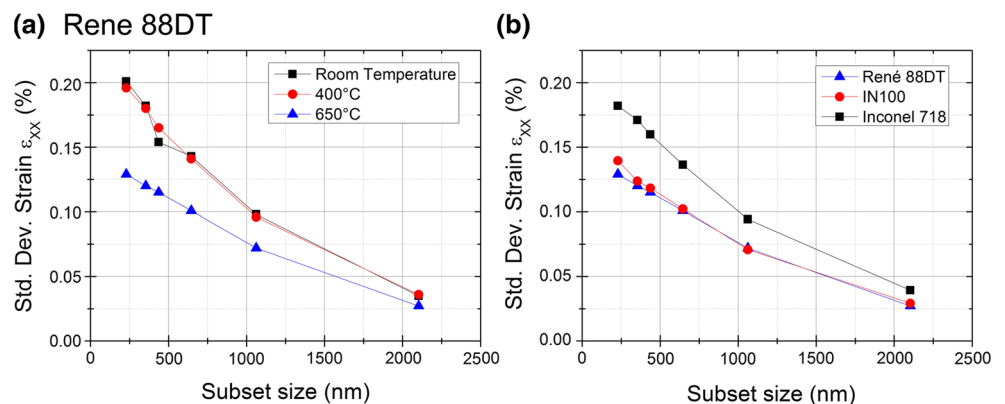 (a) Rene 88DT
Std. Dev. Strain εxx (%)
0.20
0.15
0.10
0.05
0.00
Room Temperature
400°C
650°C
0 500 1000 1500 2000 2500
Subset size (nm)
(b)
Std. Dev. Strain εxx (%)
0.20
0.15
0.10
0.05
0.00
René 88DT
IN100
Inconel 718
0 250 500 1000 1500 2000 2500
Subset size (nm)